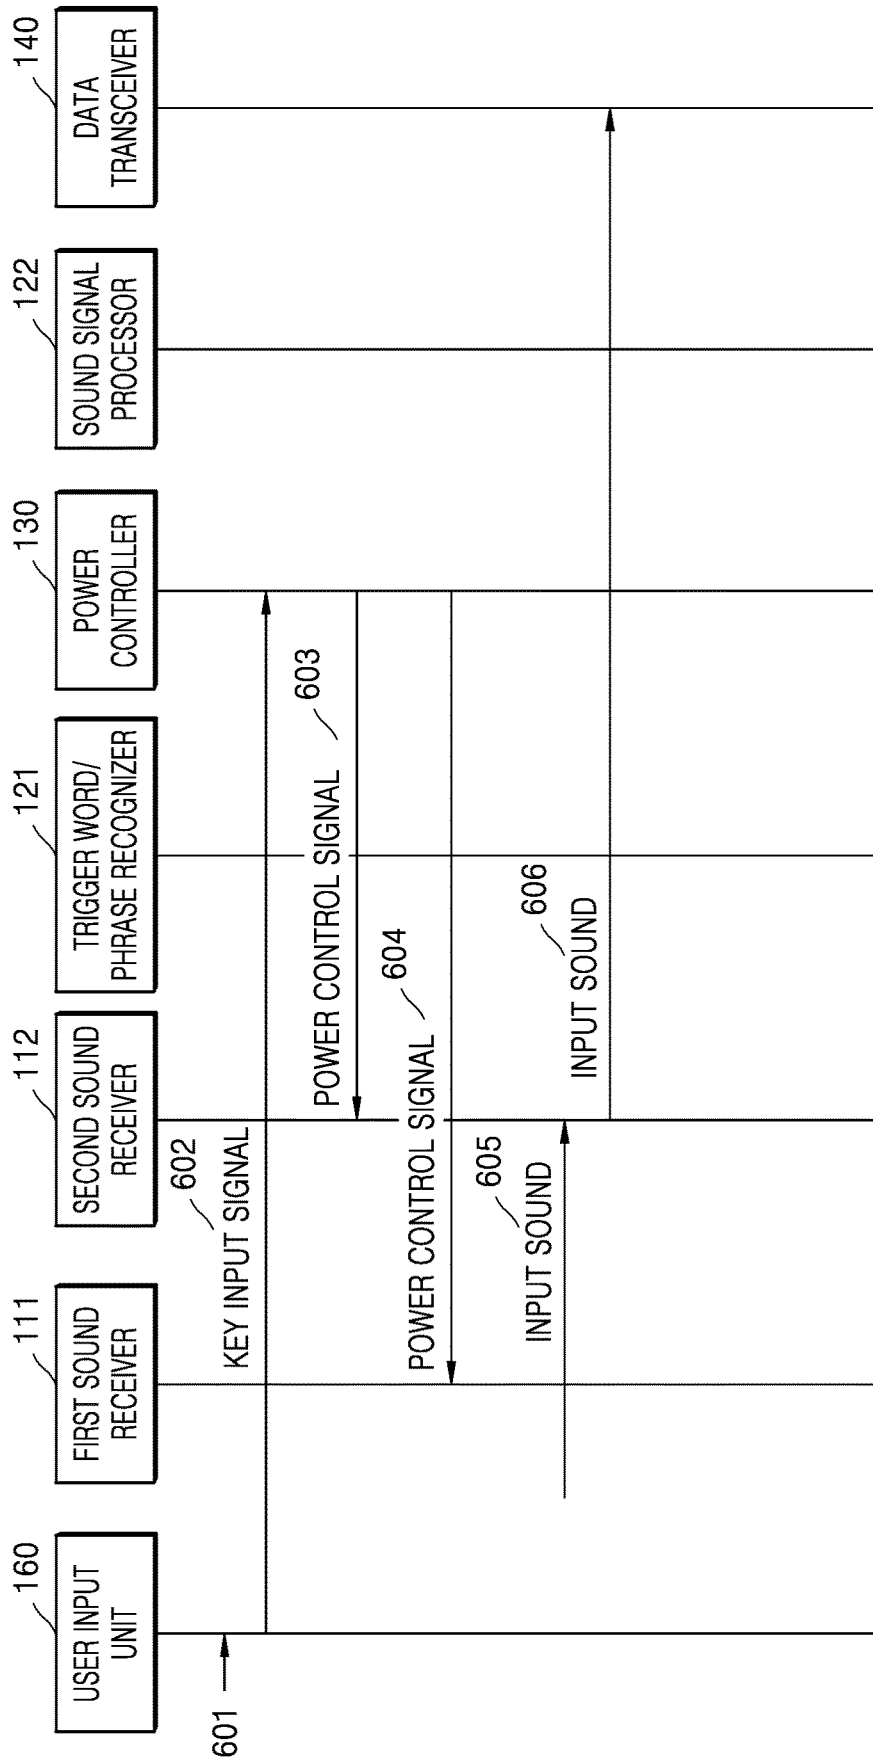 160
USER INPUT
UNIT
111
FIRST SOUND
RECEIVER
112
SECOND SOUND
RECEIVER
121
TRIGGER WORD/
PHRASE RECOGNIZER
130
POWER
CONTROLLER
122
SOUND SIGNAL
PROCESSOR
140
DATA
TRANSCEIVER
601
602
KEY INPUT SIGNAL
603
POWER CONTROL SIGNAL
604
POWER CONTROL SIGNAL
605
INPUT SOUND
606
INPUT SOUND